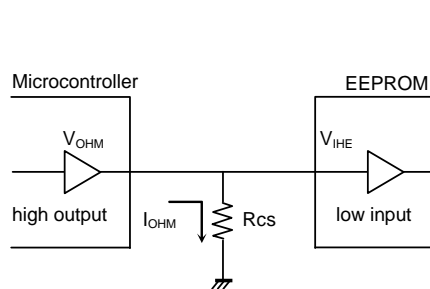 Microcontroller
EEPROM
VOHM
VIHE
high output
IOHM
Rcs
low input